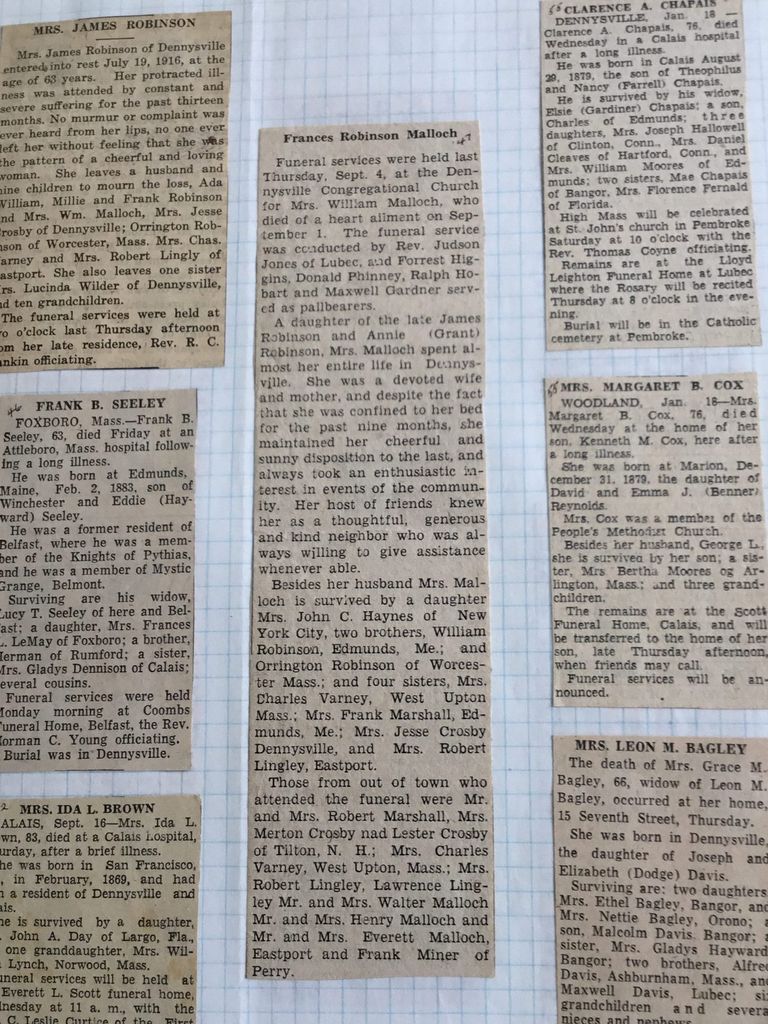 MRS. JAMES ROBINSON
Mrs. James Robinson of Dennysville
entered into rest July 19, 1916, at the
age of 63 years. Her protracted ill-
ness was attended by constant and
severe suffering for the past thirteen
months. No murmur or complaint was
ever heard from her lips, no one ever
left her without feeling that she was
the pattern of a cheerful and loving
woman. She leaves a husband and
nine children to mourn the loss, Ada
William, Millie and Frank Robinson
and Mrs. Wm. Malloch, Mrs. Jesse
Crosby of Dennysville; Orrington Rob-
inson of Worcester, Mass. Mrs. Chas.
Varney and Mrs. Robert Lingly of
Eastport. She also leaves one sister
Mrs. Lucinda Wilder of Dennysville,
nd ten grandchildren.
The funeral services were held at
o o'clock last Thursday afternoon
om her late residence, Rev. R. C.
nkin officiating.
FRANK B. SEELEY
FOXBORO, Mass.—Frank B.
Seeley, 63, died Friday at an
Attleboro, Mass. hospital follow-
ing a long illness.
He was born at Edmunds,
Maine, Feb. 2, 1883, son of
Winchester and Eddie (Hay-
ward) Seeley.
He was a former resident of
Belfast, where he was a mem-
ber of the Knights of Pythias,
and he was a member of Mystic
Grange, Belmont.
Surviving are his widow,
Lucy T. Seeley of here and Bel-
fast; a daughter, Mrs. Frances
L. LeMay of Foxboro; a brother,
Herman of Rumford; a sister,
Mrs. Gladys Dennison of Calais;
several cousins.
Funeral services were held
Monday morning at Coombs
Funeral Home, Belfast, the Rev.
Norman C. Young officiating.
Burial was in Dennysville.
MRS. IDA L. BROWN
ALAIS, Sept. 16—Mrs. Ida L.
wn, 83, died at a Calais hospital,
urday, after a brief illness.
he was born in San Francisco,
, in February, 1869, and had
n a resident of Dennysville and
ais.
he is survived by a daughter,
. John A. Day of Largo, Fla.,
one granddaughter, Mrs. Wil-
Lynch, Norwood, Mass.
uneral services will be held at
Everett L. Scott funeral home,
nesday at 11 a. m., with the
C. Leslie Curtice of the First
Frances Robinson Malloch 47
Funeral services were held last
Thursday, Sept. 4, at the Den-
nysville Congregational Church
for Mrs. William Malloch, who
died of a heart ailment on Sep-
tember 1. The funeral service
was conducted by Rev. Judson
Jones of Lubec, and Forrest Hig-
gins, Donald Phinney, Ralph Ho-
bart and Maxwell Gardner serv-
ed as pallbearers.
A daughter of the late James
Robinson and Annie (Grant)
Robinson, Mrs. Malloch spent al-
most her entire life in Dennys-
ville. She was a devoted wife
and mother, and despite the fact
that she was confined to her bed
for the past nine months, she
maintained her cheerful and
sunny disposition to the last, and
always took an enthusiastic in-
terest in events of the commun-
ity. Her host of friends knew
her as a thoughtful, generous
and kind neighbor who was al-
ways willing to give assistance
whenever able.
Besides her husband Mrs. Mal-
loch is survived by a daughter
Mrs. John C. Haynes of New
York City, two brothers, William
Robinson, Edmunds, Me.; and
Orrington Robinson of Worces-
ter Mass.; and four sisters, Mrs.
Charles Varney, West Upton
Mass.; Mrs. Frank Marshall, Ed-
munds, Me.; Mrs. Jesse Crosby
Dennysville, and Mrs. Robert
Lingley, Eastport.
Those from out of town who
attended the funeral were Mr.
and Mrs. Robert Marshall, Mrs.
Merton Crosby nad Lester Crosby
of Tilton, N. H.; Mrs. Charles
Varney, West Upton, Mass.; Mrs.
Robert Lingley, Lawrence Ling-
ley Mr. and Mrs. Walter Malloch
Mr. and Mrs. Henry Malloch and
Mr. and Mrs. Everett Malloch,
Eastport and Frank Miner of
Perry.
CLARENCE A. CHAPAIS
DENNYSVILLE, Jan. 18 —
Clarence A. Chapais, 76, died
Wednesday in a Calais hospital
after a long illness.
He was born in Calais August
29, 1879, the son of Theophilus
and Nancy (Farrell) Chapais.
He is survived by his widow,
Elsie (Gardiner) Chapais; a son,
Charles of Edmunds; three
daughters, Mrs. Joseph Hallowell
of Clinton, Conn., Mrs. Daniel
Cleaves of Hartford, Conn., and
Mrs. William Moores of Ed-
munds; two sisters, Mae Chapais
of Bangor, Mrs. Florence Fernald
of Florida.
High Mass will be celebrated
at St. John's church in Pembroke
Saturday at 10 o'clock with the
Rev. Thomas Coyne officiating.
Remains are at the Lloyd
Leighton Funeral Home at Lubec
where the Rosary will be recited
Thursday at 8 o'clock in the eve-
ning.
Burial will be in the Catholic
cemetery at Pembroke.
MRS. MARGARET B. COX
WOODLAND, Jan. 18—Mrs.
Margaret B. Cox, 76, died
Wednesday at the home of her
son, Kenneth M. Cox, here after
a long illness.
She was born at Marion, De-
cember 31, 1879, the daughter of
David and Emma J. (Benner)
Reynolds.
Mrs. Cox was a member of the
People's Methodist Church.
Besides her husband, George L.,
she is survived by her son; a sis-
ter, Mrs Bertha Moores og Ar-
lington, Mass.; and three grand-
children.
The remains are at the Scott
Funeral Home, Calais, and will
be transferred to the home of her
son, late Thursday afternoon,
when friends may call.
Funeral services will be an-
nounced.
MRS. LEON M. BAGLEY
The death of Mrs. Grace M.
Bagley, 66, widow of Leon M.
Bagley, occurred at her home,
15 Seventh Street, Thursday.
She was born in Dennysville,
the daughter of Joseph and
Elizabeth (Dodge) Davis.
Surviving are: two daughters
Mrs. Ethel Bagley, Bangor, and
Mrs. Nettie Bagley, Orono; a
son, Malcolm Davis, Bangor; a
sister, Mrs. Gladys Hayward
Bangor; two brothers, Alfred
Davis, Ashburnham, Mass., and
Maxwell Davis, Lubec; six
grandchildren and several
nieces and nephews.